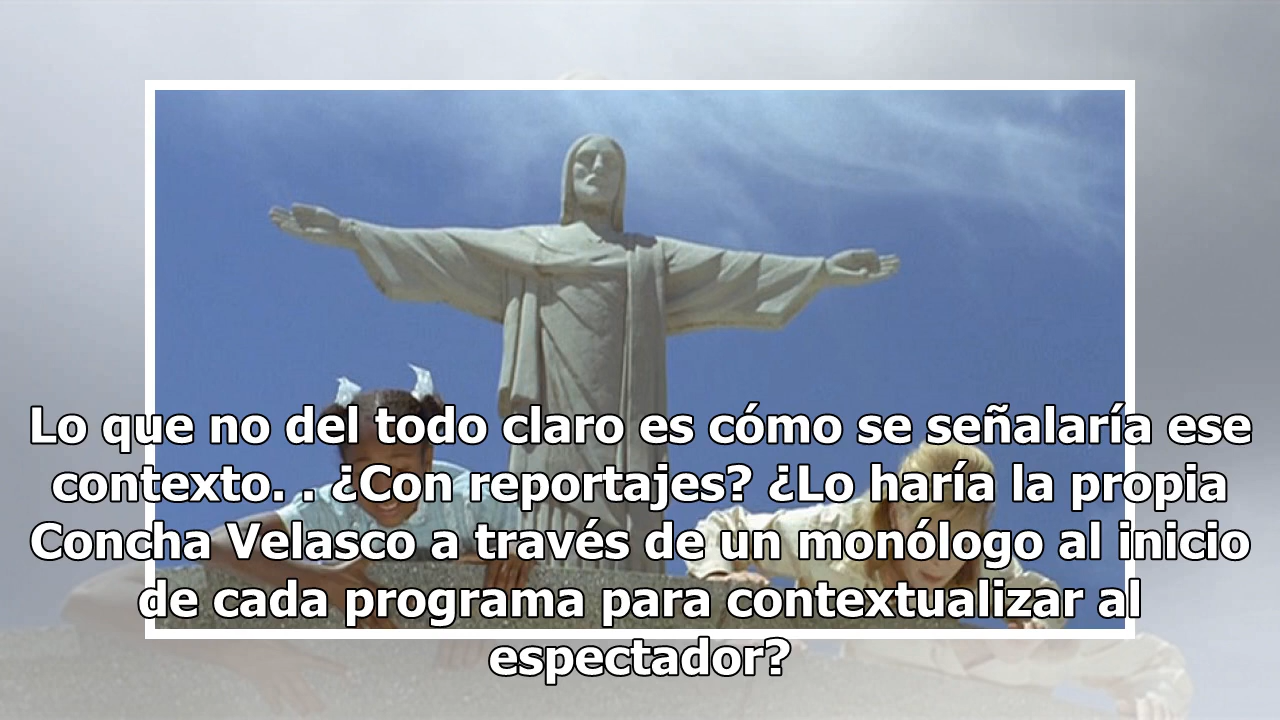 Lo que no del todo claro es cómo se señalaría ese
contexto. . ¿Con reportajes? ¿Lo haría la propia
Concha Velasco a través de un monólogo al inicio
de cada programa para contextualizar al
espectador?